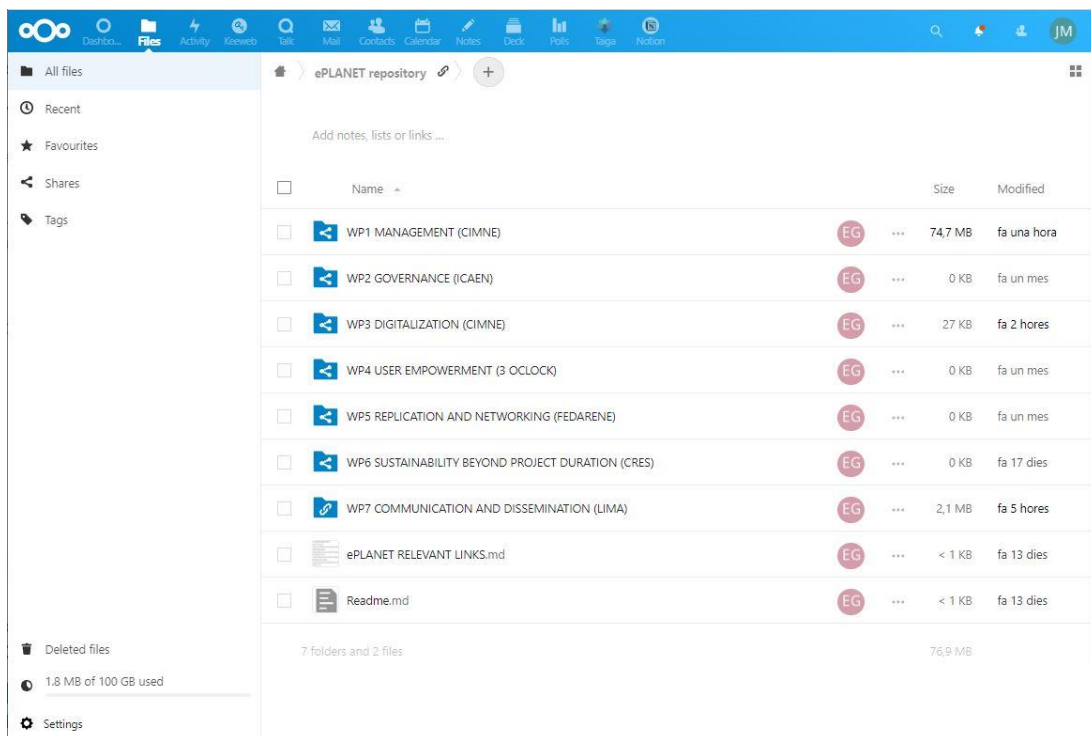 Dashbo... Files Activity Keeweb Talk Mail Contacts Calendar Notes Deck Polls Taiga Notion JM
All files
ePLANET repository
Recent
Favourites
Shares
Tags
Add notes, lists or links ...
Name Size Modified
WP1 MANAGEMENT (CIMNE) EG 74,7 MB fa una hora
WP2 GOVERNANCE (ICAEN) EG 0 KB fa un mes
WP3 DIGITALIZATION (CIMNE) EG 27 KB fa 2 hores
WP4 USER EMPOWERMENT (3 OCLOCK) EG 0 KB fa un mes
WP5 REPLICATION AND NETWORKING (FEDARENE) EG 0 KB fa un mes
WP6 SUSTAINABILITY BEYOND PROJECT DURATION (CRES) EG 0 KB fa 17 dies
WP7 COMMUNICATION AND DISSEMINATION (LIMA) EG 2,1 MB fa 5 hores
ePLANET RELEVANT LINKS.md EG < 1 KB fa 13 dies
Readme.md EG < 1 KB fa 13 dies
7 folders and 2 files 76,9 MB
Deleted files
1.8 MB of 100 GB used
Settings